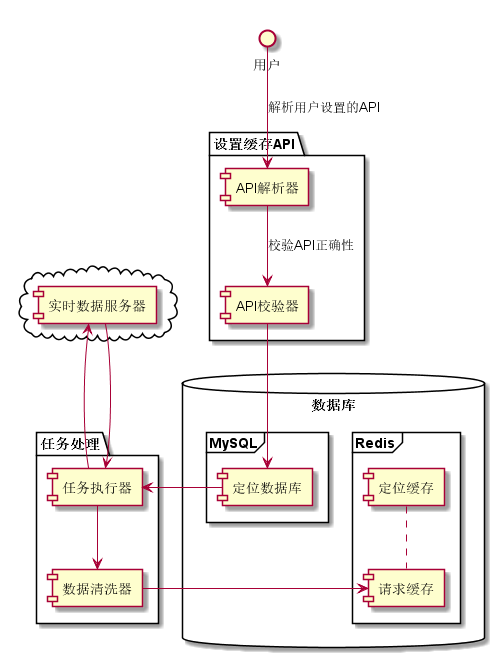 用户
解析用户设置的API
设置缓存API
API解析器
校验API正确性
实时数据服务器
API校验器
数据库
任务处理
MySQL
Redis
任务执行器
定位数据库
定位缓存
数据清洗器
请求缓存